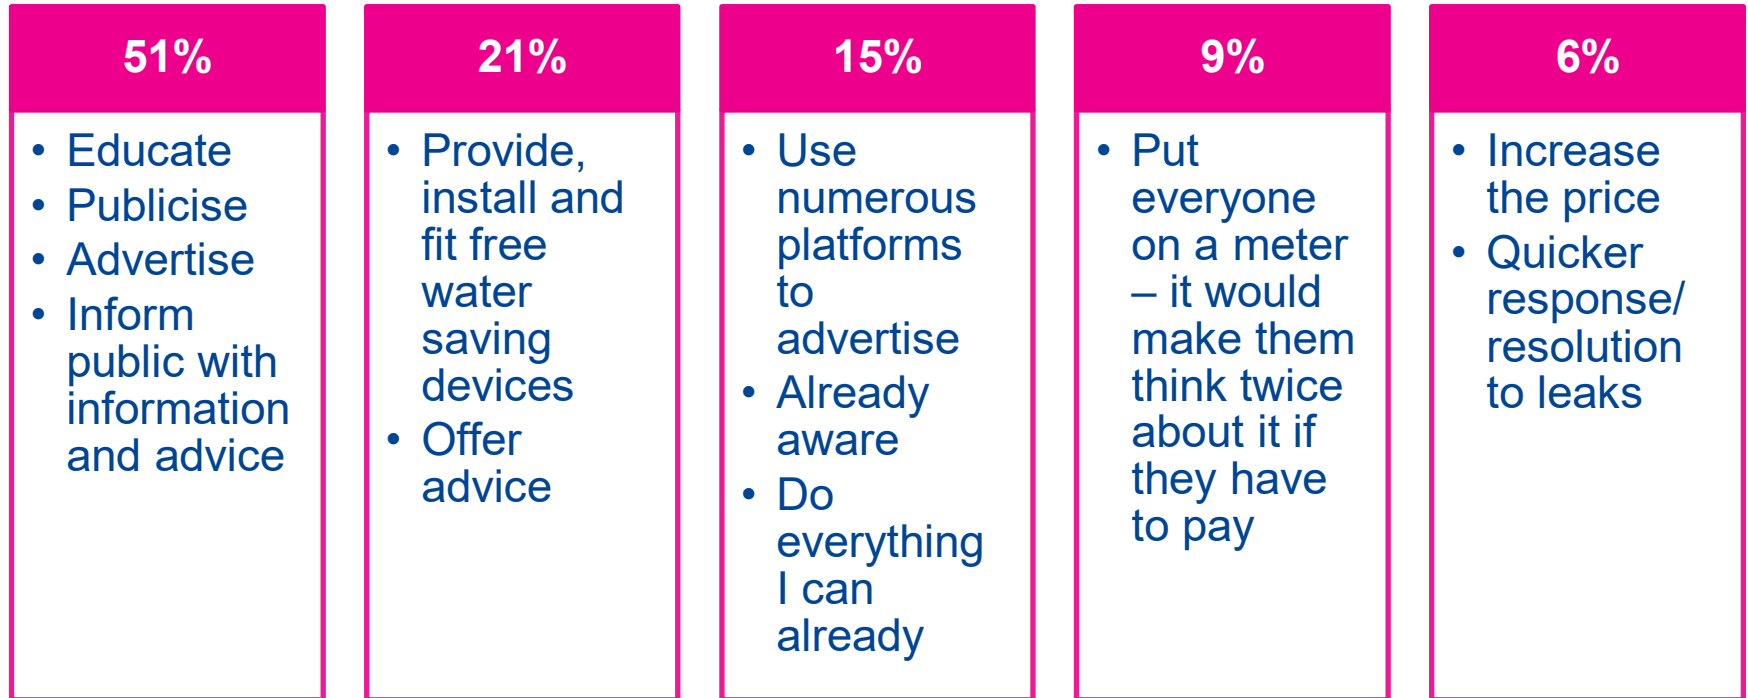 51%
• Educate
• Publicise
• Advertise
• Inform
public with
information
and advice
21%
• Provide,
install and
fit free
water
saving
devices
• Offer
advice
15%
• Use
numerous
platforms
to
advertise
• Already
aware
• Do
everything
I can
already
9%
• Put
everyone
on a meter
– it would
make them
think twice
about it if
they have
to pay
6%
• Increase
the price
• Quicker
response/
resolution
to leaks